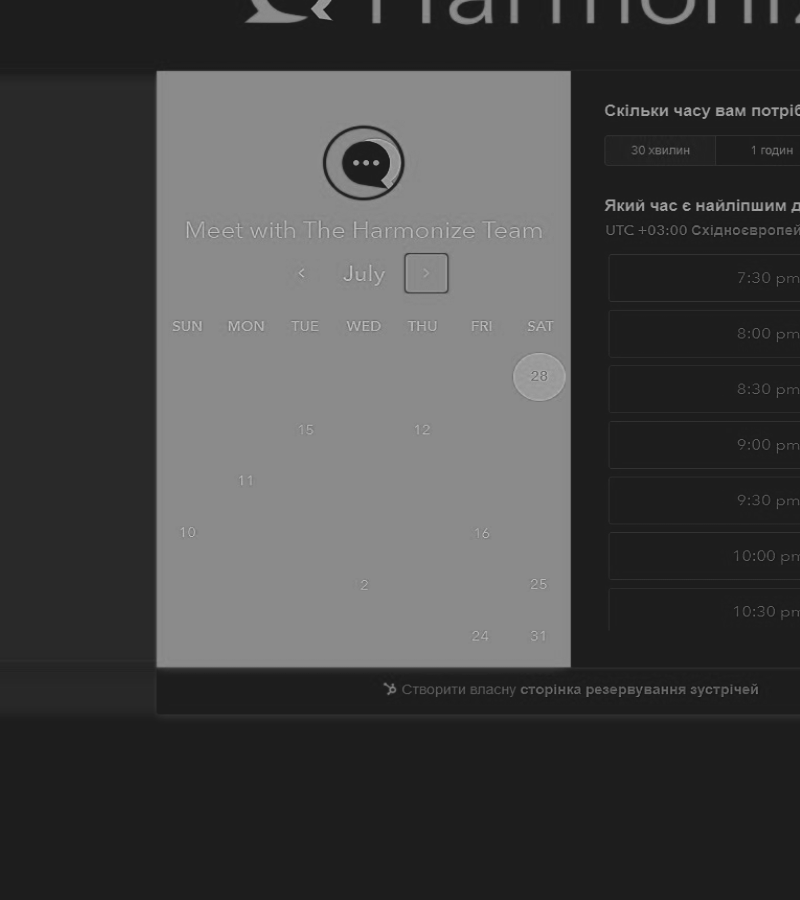 Harmoniz
Meet with The Harmonize Team
July
SUN MON TUE WED THU FRI SAT
28
15 12
11
10 16
2 25
24 31
Скільки часу вам потріб
30 хвилин 1 годин
Який час є найліпшим д
UTC +03:00 Східноєвропей
7:30 pm
8:00 pm
8:30 pm
9:00 pm
9:30 pm
10:00 pm
10:30 pm
Створити власну сторінка резервування зустрічей